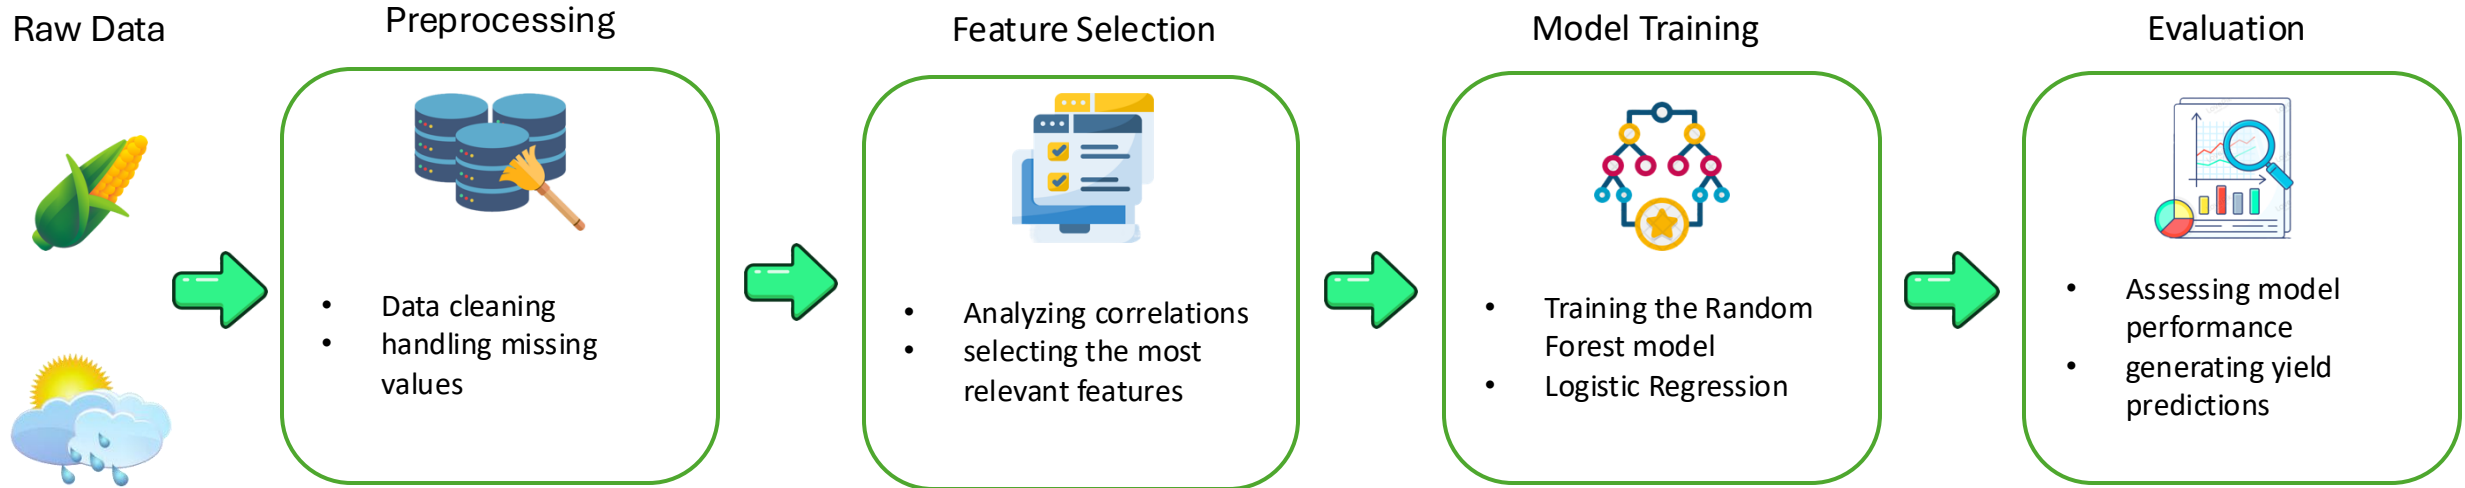 Raw Data
Preprocessing
• Data cleaning
• handling missing
values
Feature Selection
• Analyzing correlations
• selecting the most
relevant features
Model Training
• Training the Random
Forest model
• Logistic Regression
Evaluation
• Assessing model
performance
• generating yield
predictions